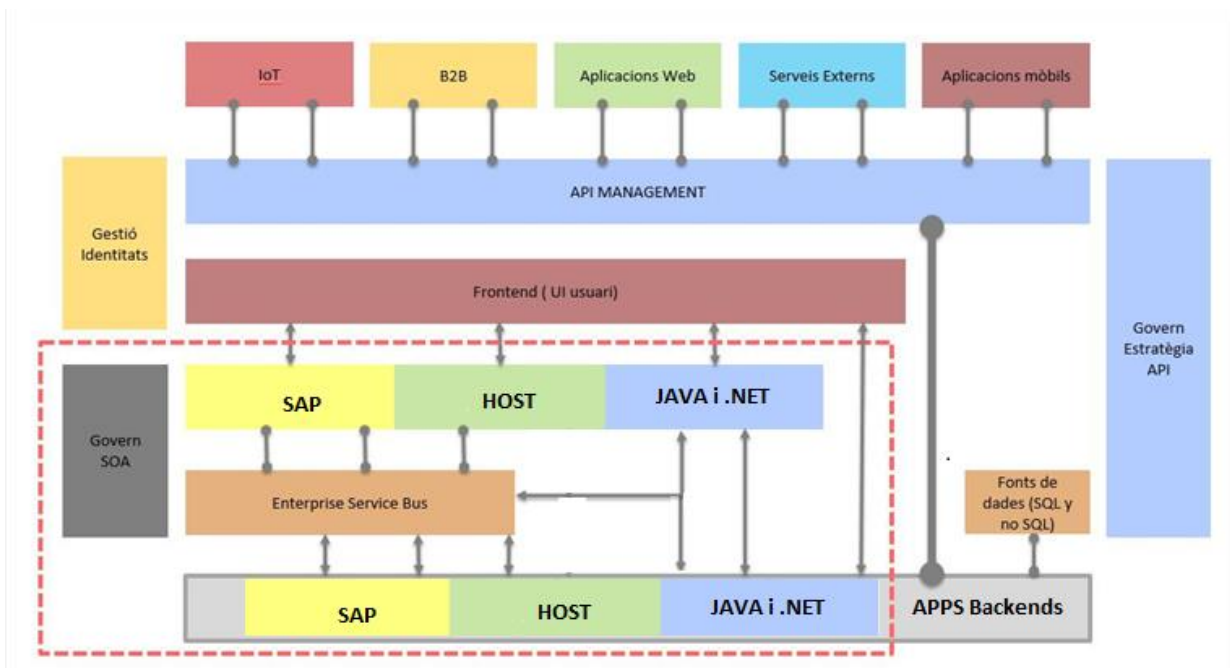 IoT
B2B
Aplicacions Web
Serveis Externs
Aplicacions mòbils
API MANAGEMENT
Gestió
Identitats
Frontend ( UI usuari)
Govern
Estratègia
API
SAP
HOST
JAVA i .NET
Govern
SOA
Enterprise Service Bus
Fonts de
dades (SQL y
no SQL)
SAP
HOST
JAVA i .NET
APPS Backends